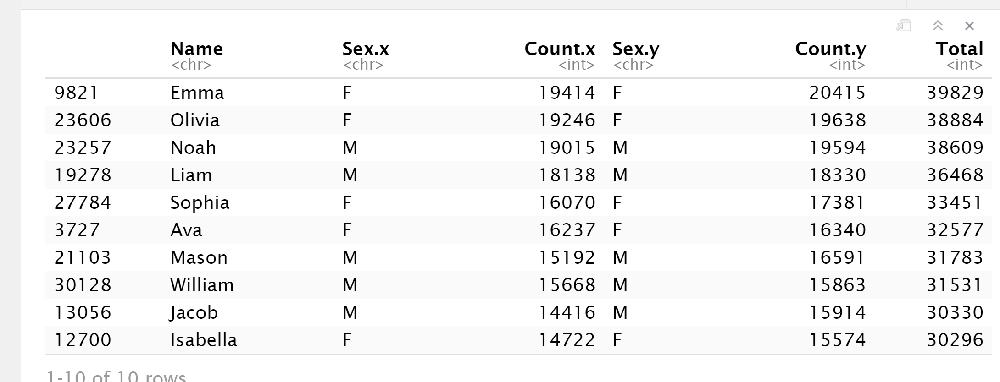 Name Sex.x Count.x Sex.y Count.y Total
<chr> <chr> <int> <chr> <int> <int>
9821 Emma F 19414 F 20415 39829
23606 Olivia F 19246 F 19638 38884
23257 Noah M 19015 M 19594 38609
19278 Liam M 18138 M 18330 36468
27784 Sophia F 16070 F 17381 33451
3727 Ava F 16237 F 16340 32577
21103 Mason M 15192 M 16591 31783
30128 William M 15668 M 15863 31531
13056 Jacob M 14416 M 15914 30330
12700 Isabella F 14722 F 15574 30296
1-10 of 10 rows